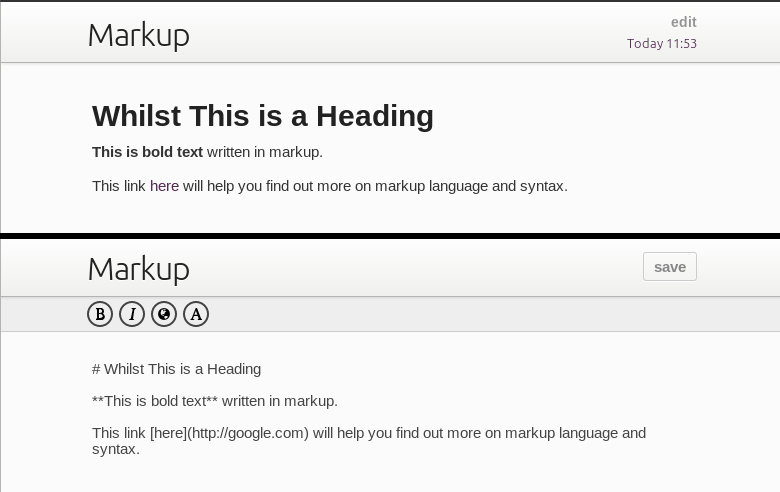 Markup
edit
Today 11:53
Whilst This is a Heading
This is bold text written in markup.
This link here will help you find out more on markup language and syntax.
Markup
save
B I A
# Whilst This is a Heading
**This is bold text** written in markup.
This link [here](http://google.com) will help you find out more on markup language and
syntax.